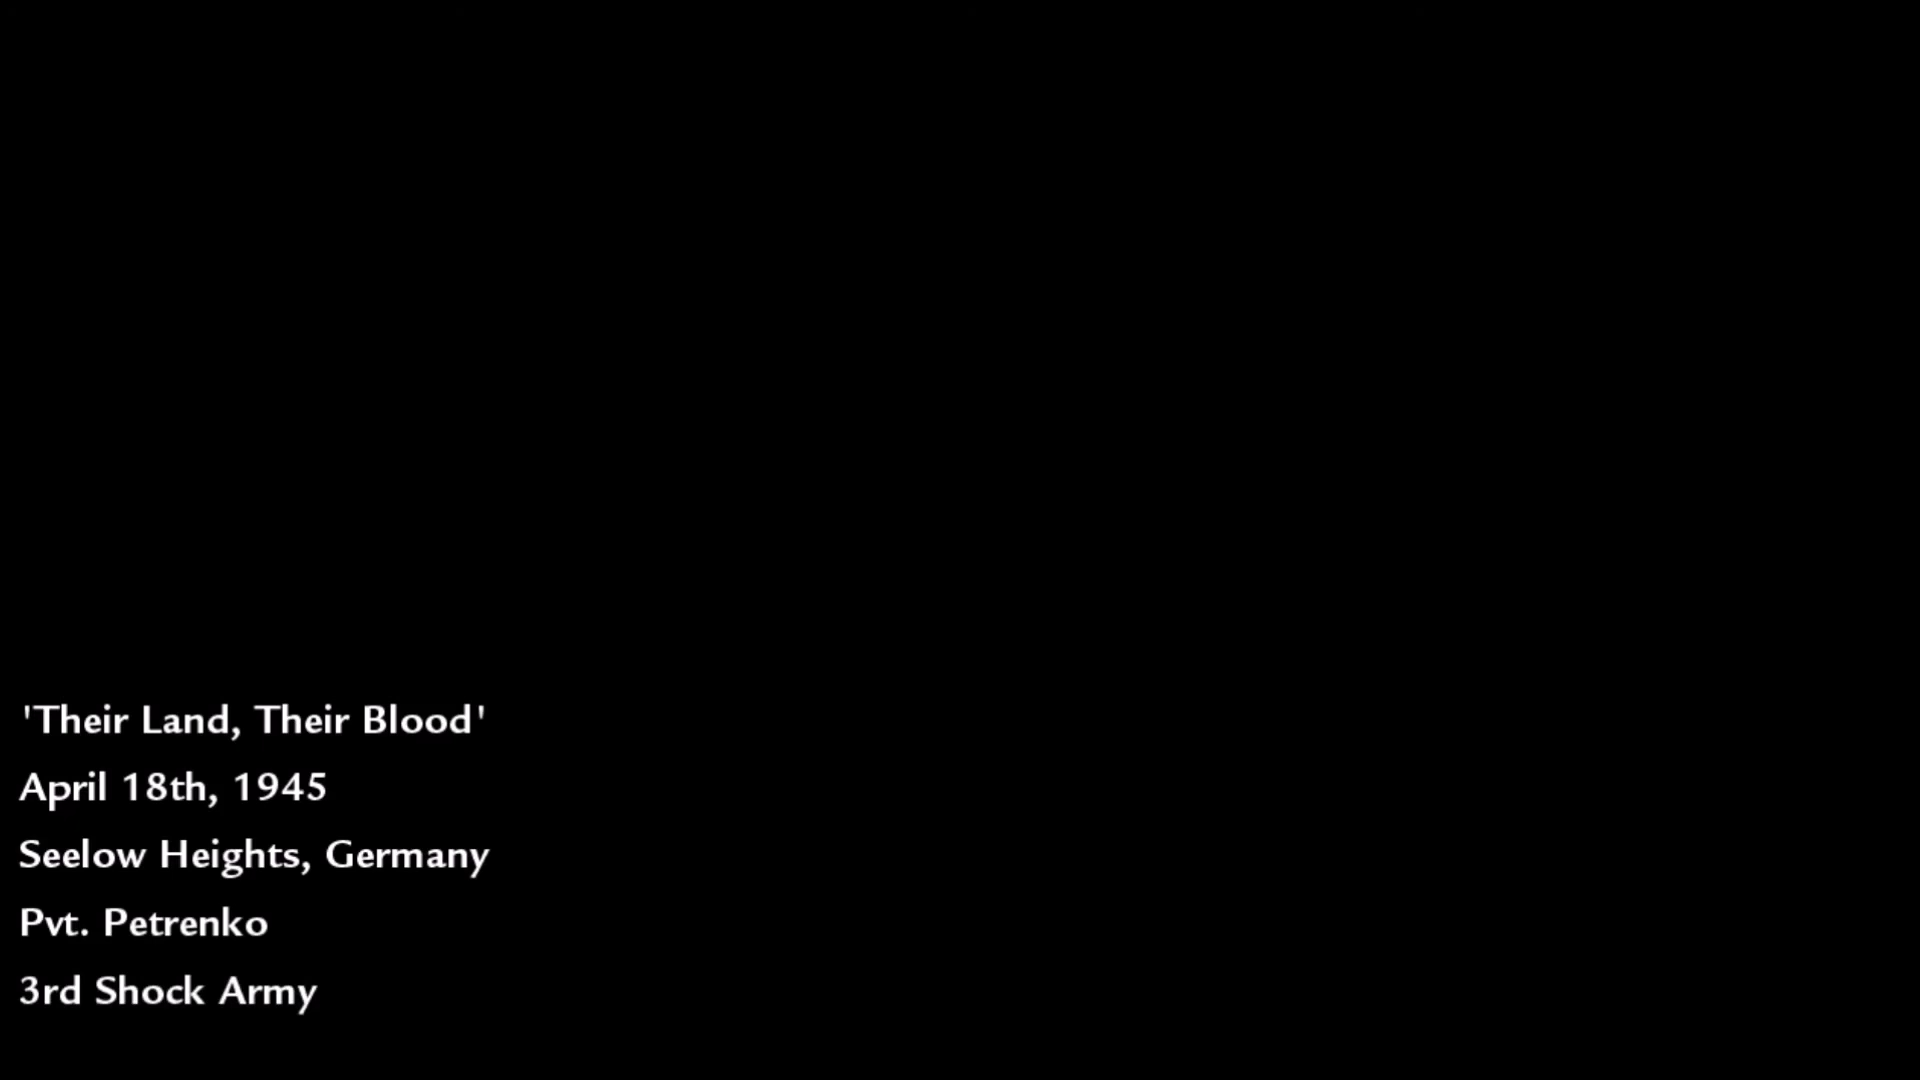 'Their Land, Their Blood'
April 18th, 1945
Seelow Heights, Germany
Pvt. Petrenko
3rd Shock Army